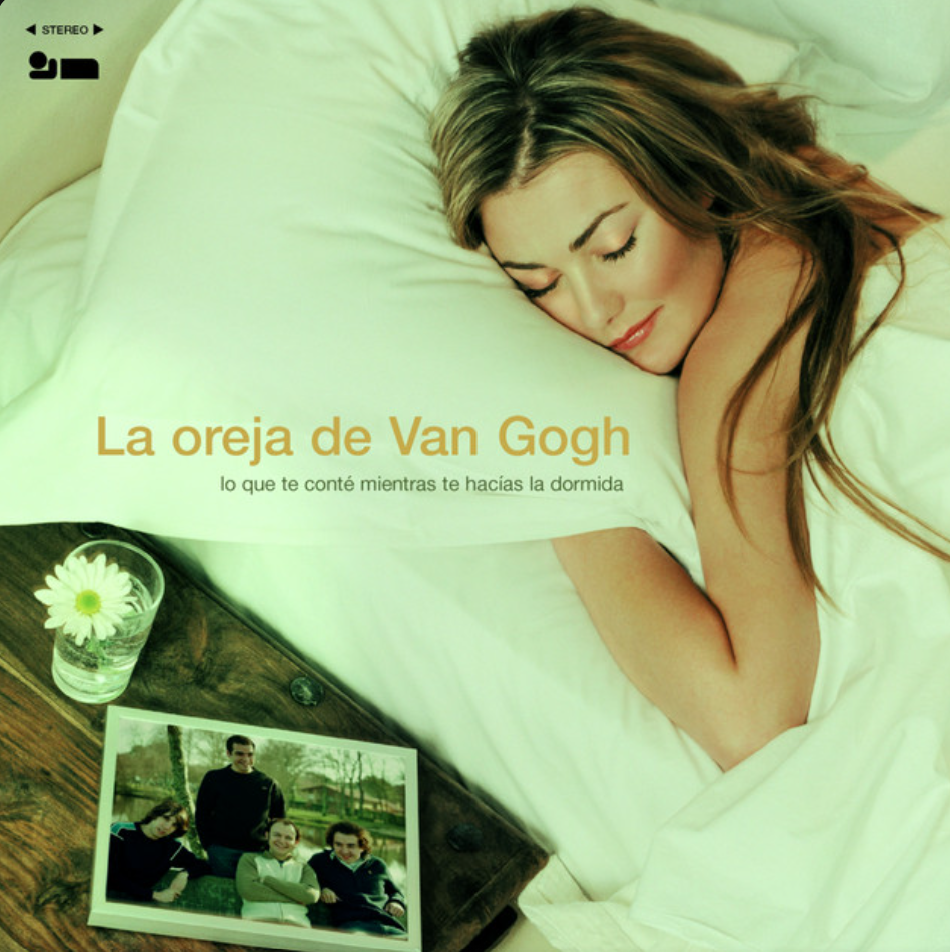 ◄ STEREO ►
La oreja de Van Gogh
lo que te conté mientras te hacías la dormida